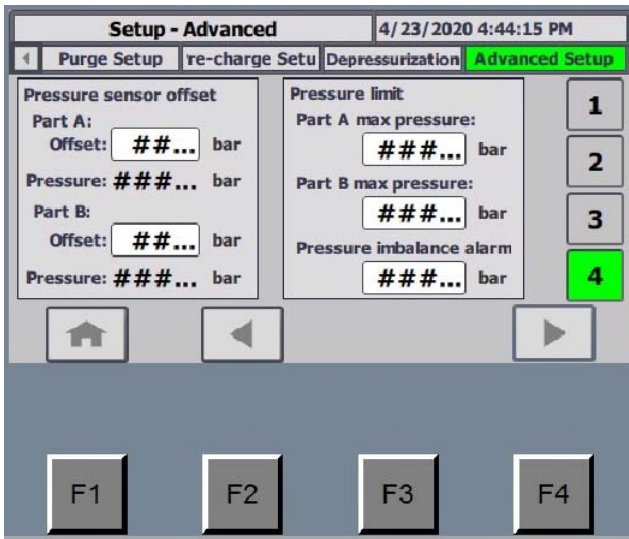 Setup - Advanced
4/23/2020 4:44:15 PM
Purge Setup
're-charge Setu
Depressurization
Advanced Setup
Pressure sensor offset
Part A:
Offset: ##... bar
Pressure: ###... bar
Part B:
Offset: ##... bar
Pressure: ###... bar
Pressure limit
Part A max pressure:
###... bar
Part B max pressure:
###... bar
Pressure imbalance alarm
###... bar
1
2
3
4
F1
F2
F3
F4